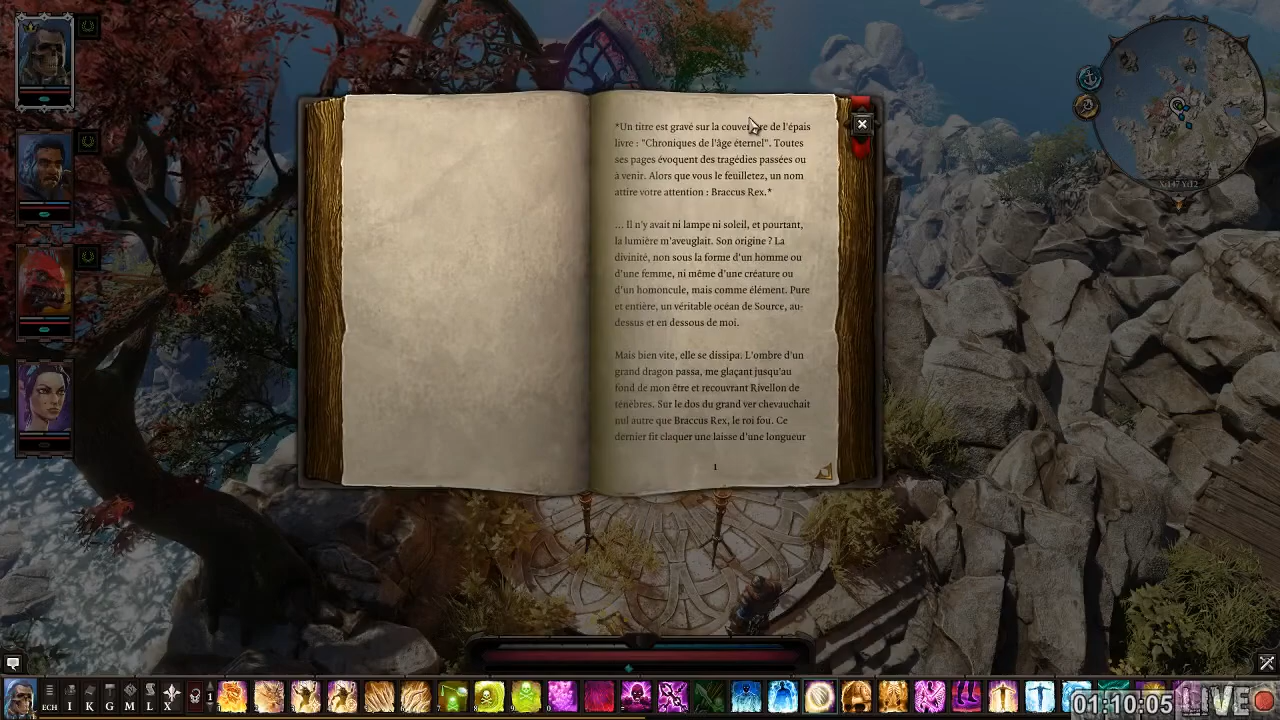 *Un titre est gravé sur la couverture de l'épais
livre : "Chroniques de l'âge éternel". Toutes
ses pages évoquent des tragédies passées ou
à venir. Alors que vous le feuilletez, un nom
attire votre attention : Braccus Rex.*
... Il n'y avait ni lampe ni soleil, et pourtant,
la lumière m'aveuglait. Son origine ? La
divinité, non sous la forme d'un homme ou
d'une femme, ni même d'une créature ou
d'un homoncule, mais comme élément. Pure
et entière, un véritable océan de Source, au-
dessus et en dessous de moi.
Mais bien vite, elle se dissipa. L'ombre d'un
grand dragon passa, me glaçant jusqu'au
fond de mon être et recouvrant Rivellon de
ténèbres. Sur le dos du grand ver chevauchait
nul autre que Braccus Rex, le roi fou. Ce
dernier fit claquer une laisse d'une longueur
1
ECH I K G M L X 1
01:10:05 LIVE